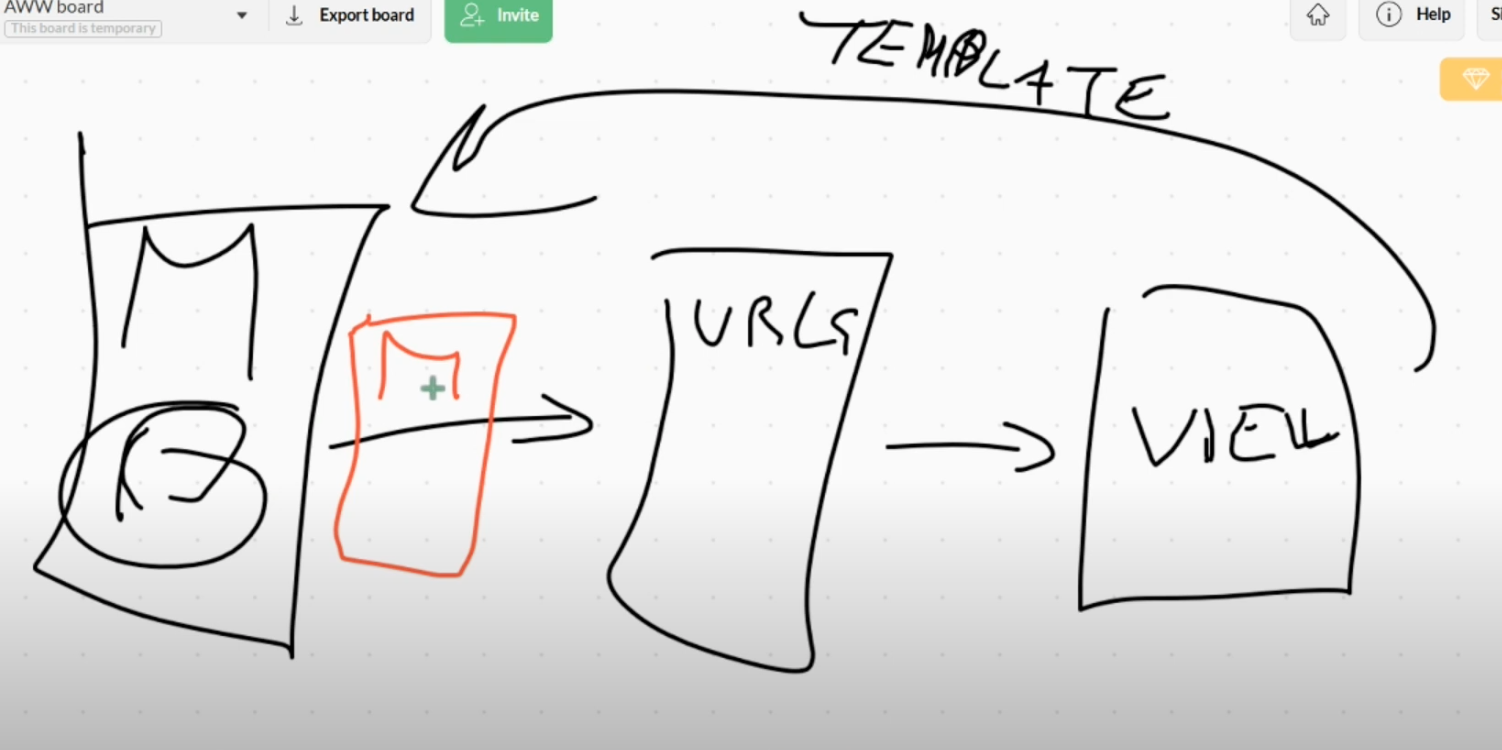 AWW board
This board is temporary
Export board
Invite
Help
TEMPLATE
M
M
URLS
VIEW